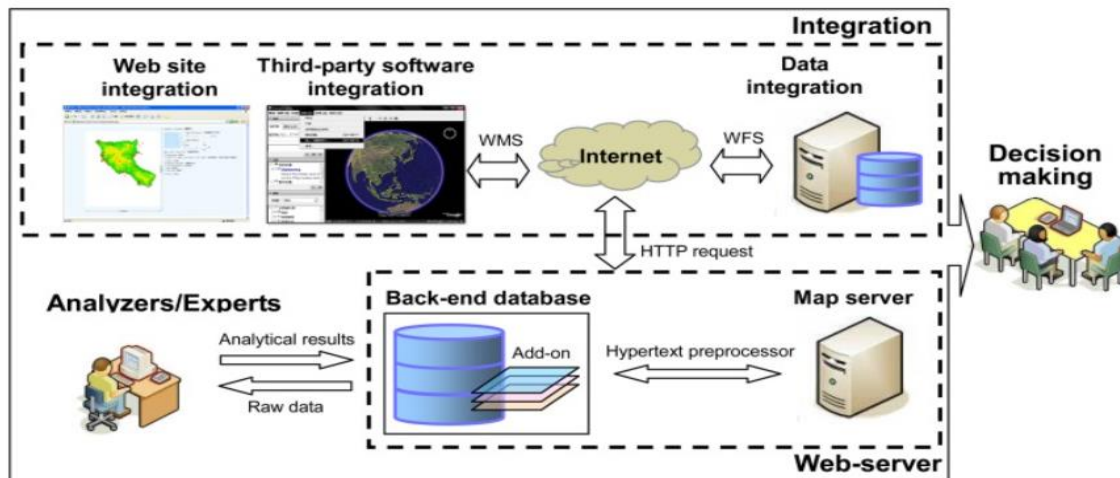 Integration
Web site
integration
Third-party software
integration
Data
integration
WMS
Internet
WFS
Decision
making
HTTP request
Analyzers/Experts
Back-end database
Map server
Analytical results
Add-on
Hypertext preprocessor
Raw data
Web-server